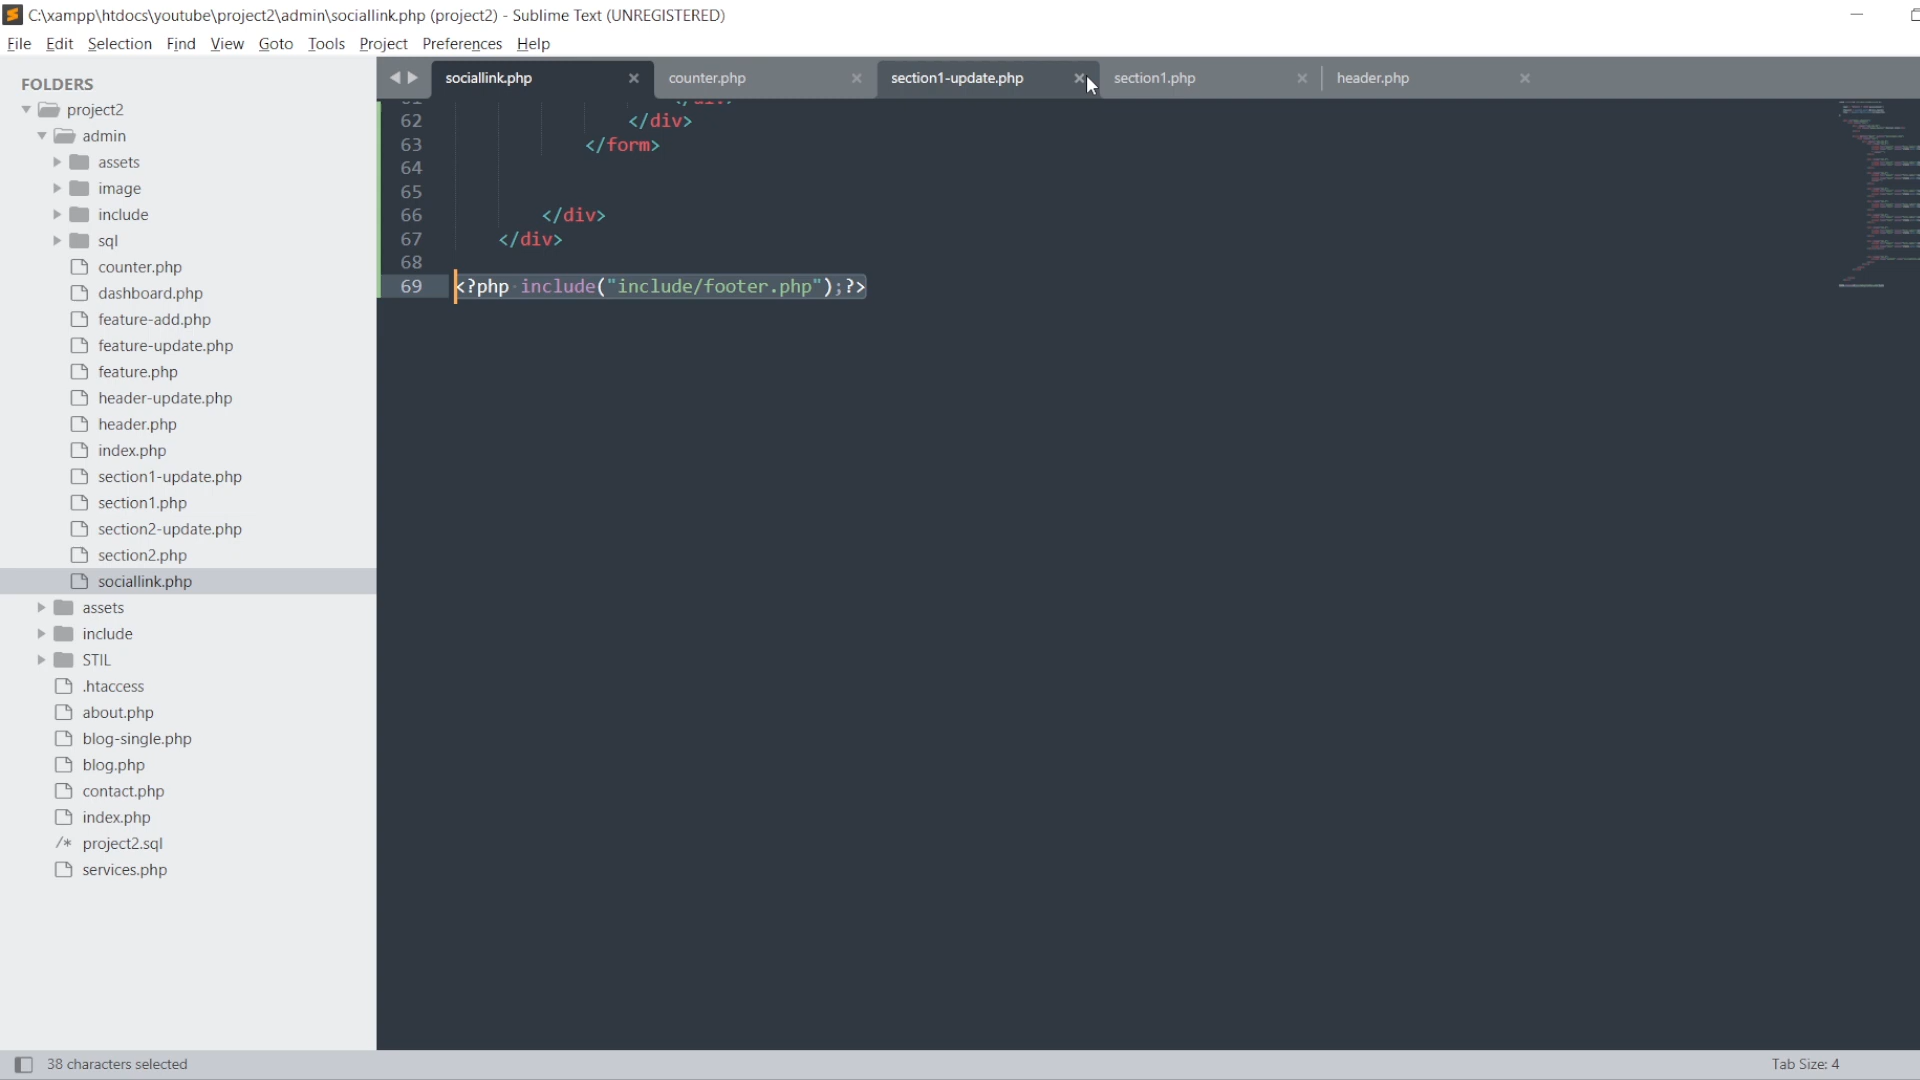 C:\xampp\htdocs\youtube\project2\admin\sociallink.php (project2) - Sublime Text (UNREGISTERED)
File Edit Selection Find View Goto Tools Project Preferences Help
FOLDERS
project2
admin
assets
image
include
sql
counter.php
dashboard.php
feature-add.php
feature-update.php
feature.php
header-update.php
header.php
index.php
section1-update.php
section1.php
section2-update.php
section2.php
sociallink.php
assets
include
STIL
.htaccess
about.php
blog-single.php
blog.php
contact.php
index.php
/* project2.sql
services.php
sociallink.php counter.php section1-update.php section1.php header.php
62 </div>
63 </form>
64
65
66 </div>
67 </div>
68
69 <?php include("include/footer.php");?>
38 characters selected
Tab Size: 4